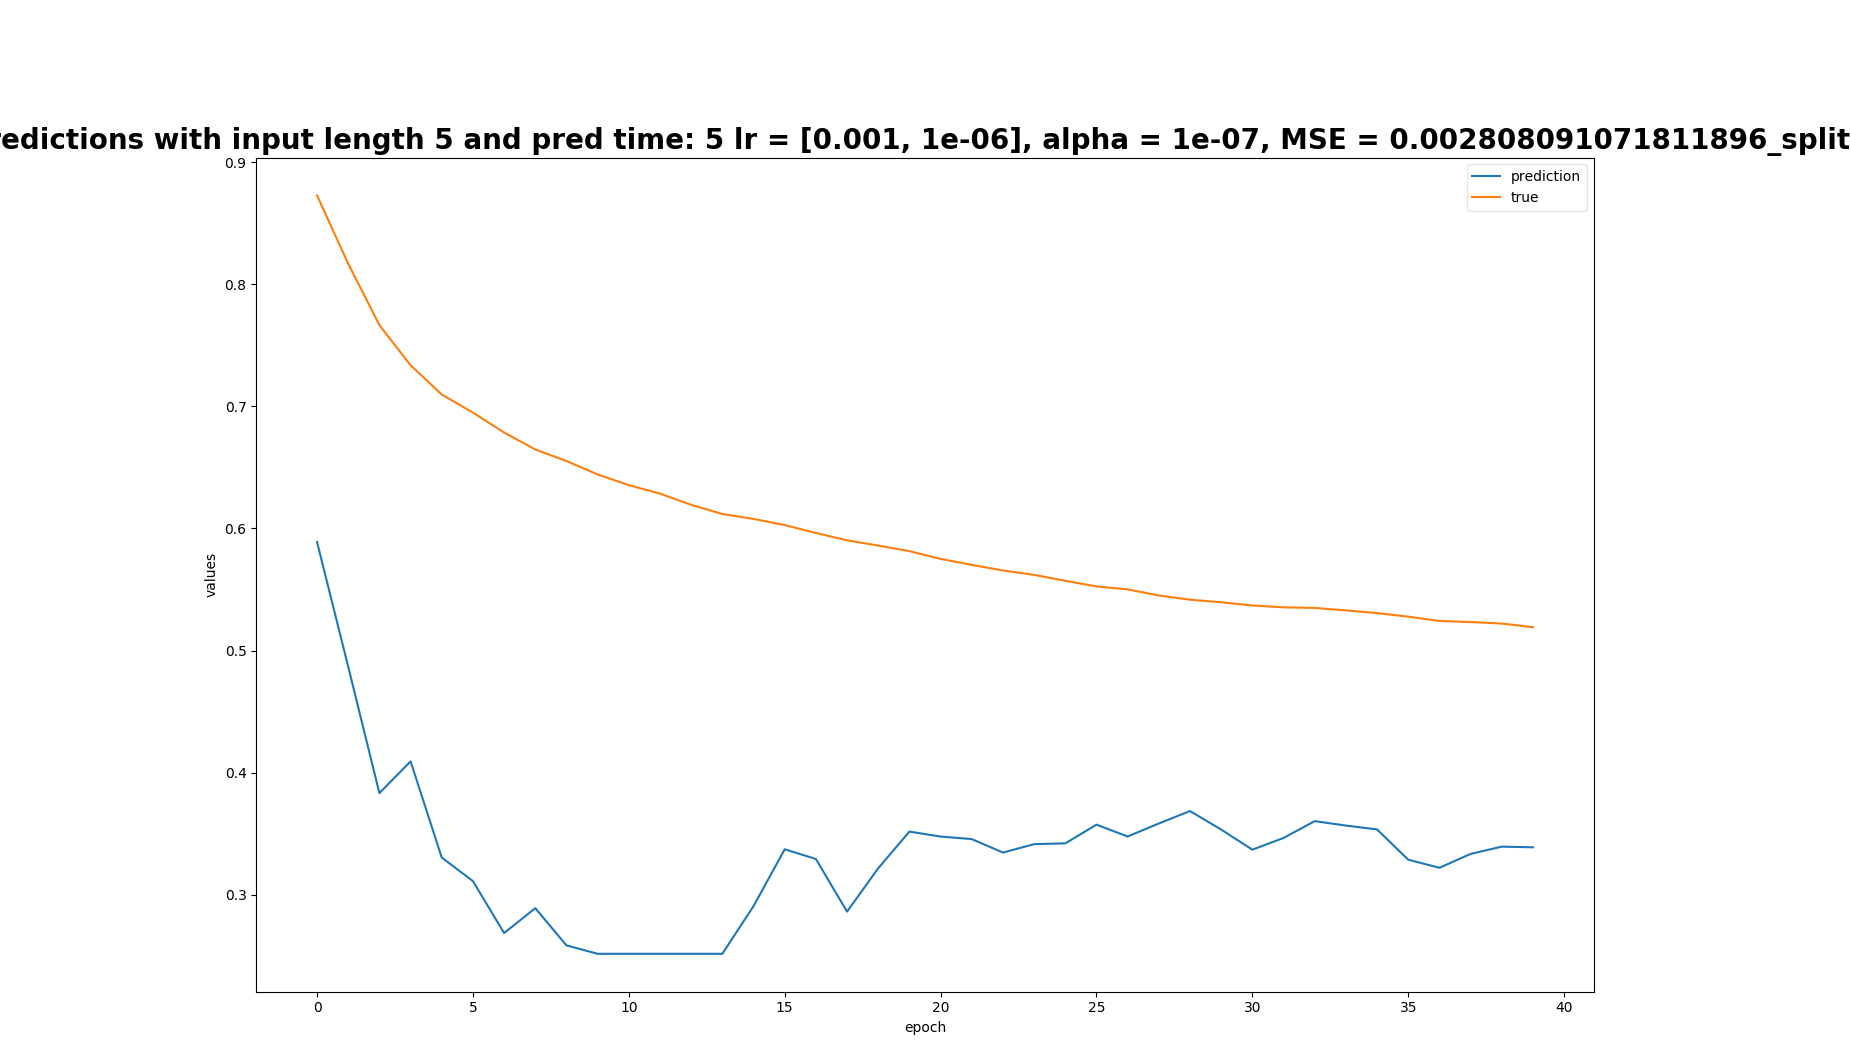 edictions with input length 5 and pred time: 5 lr = [0.001, 1e-06], alpha = 1e-07, MSE = 0.002808091071811896_split
prediction
true
0.9
0.8
0.7
0.6
0.5
0.4
0.3
values
0 5 10 15 20 25 30 35 40
epoch